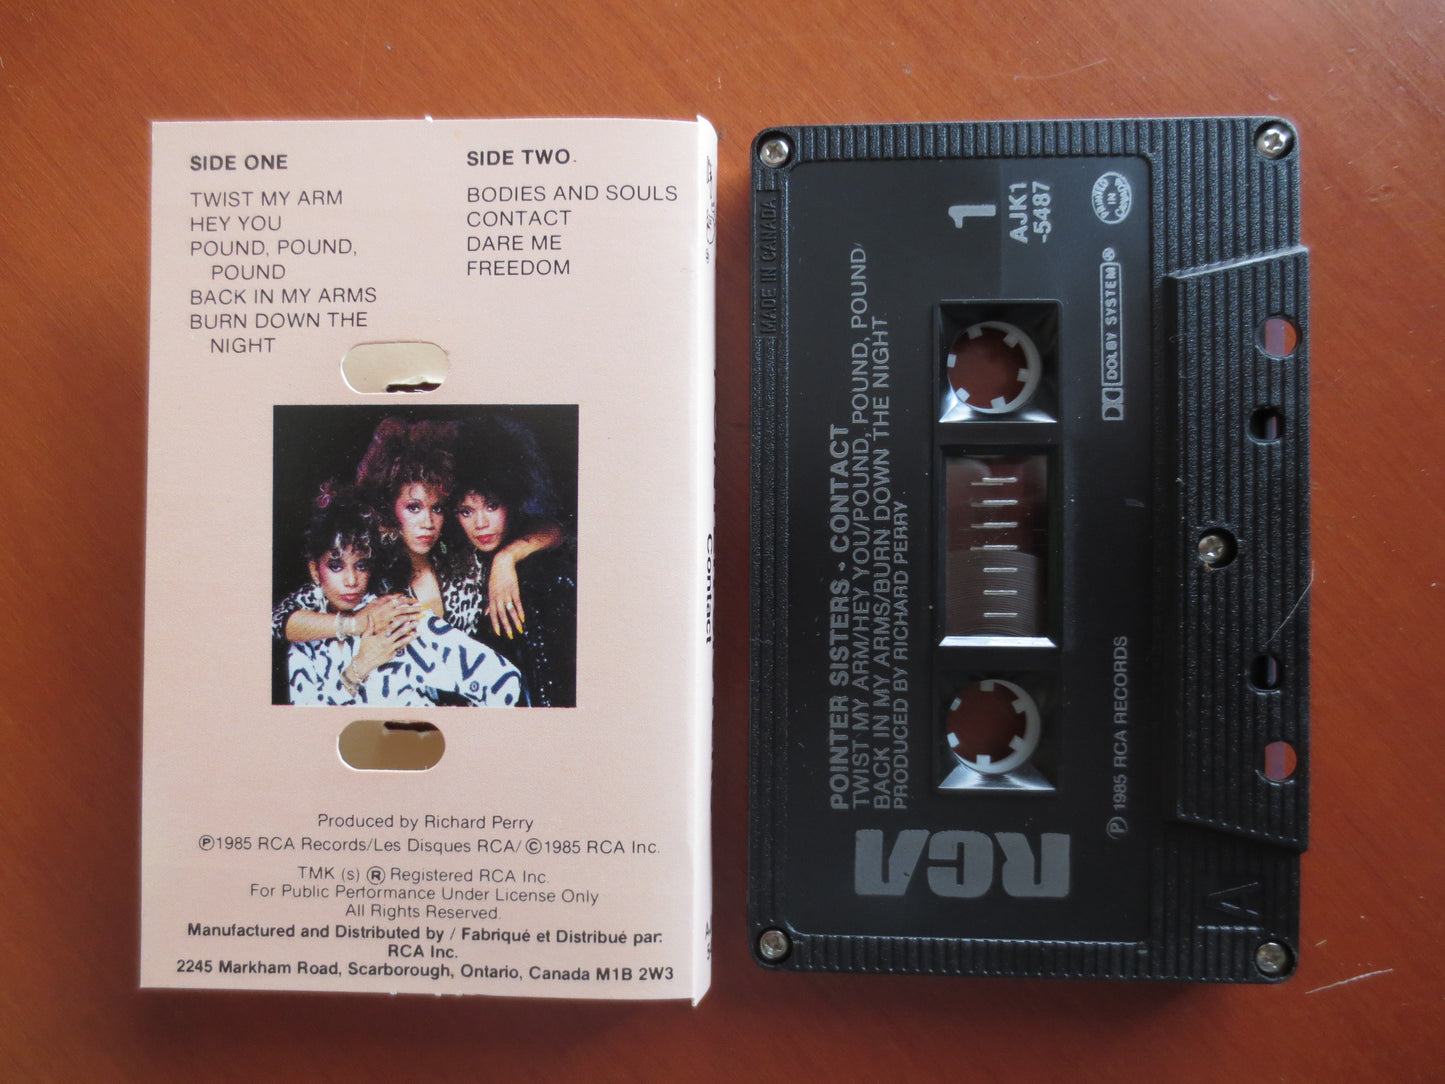 SIDE ONE
TWIST MY ARM
HEY YOU
POUND, POUND,
POUND
BACK IN MY ARMS
BURN DOWN THE
NIGHT
SIDE TWO.
BODIES AND SOULS
CONTACT
DARE ME
FREEDOM
Produced by Richard Perry
Ⓟ1985 RCA Records/Les Disques RCA/ ©1985 RCA Inc.
TMK (s) ® Registered RCA Inc.
For Public Performance Under License Only
All Rights Reserved.
Manufactured and Distributed by / Fabriqué et Distribué par:
RCA Inc.
2245 Markham Road, Scarborough, Ontario, Canada M1B 2W3
Contact
MADE IN CANADA
1
AJK1
-5487
PRINTED IN CANADA
DOLBY SYSTEM®
POINTER SISTERS - CONTACT
TWIST MY ARM/HEY YOU/POUND, POUND, POUND/
BACK IN MY ARMS/BURN DOWN THE NIGHT
PRODUCED BY RICHARD PERRY
Ⓟ 1985 RCA RECORDS
RCA
A